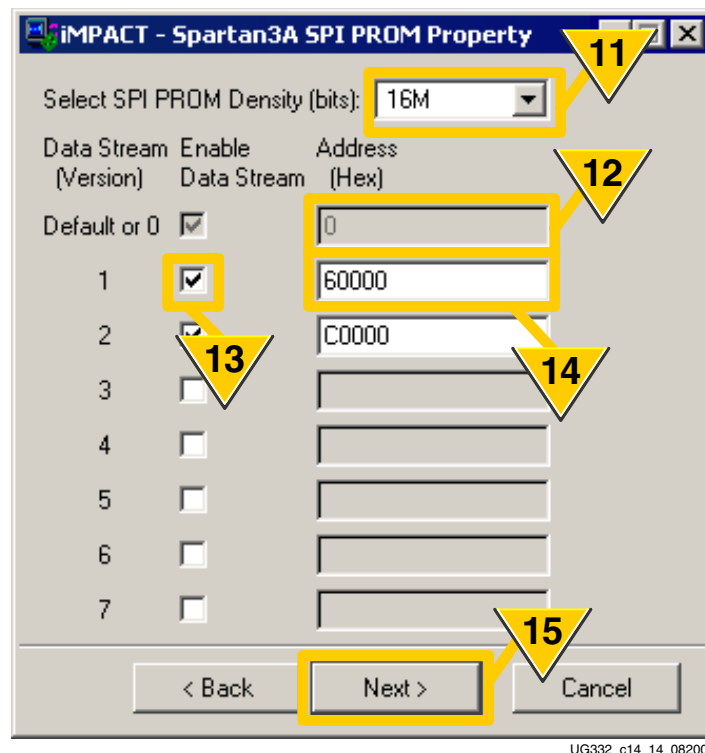 iMPACT - Spartan3A SPI PROM Property
11
Select SPI PROM Density (bits): 16M
Data Stream Enable Address
(Version) Data Stream (Hex)
12
Default or 0 0
1 60000
2 C0000
13
14
3
4
5
6
7
15
< Back Next > Cancel
UG332_c14_14_08200